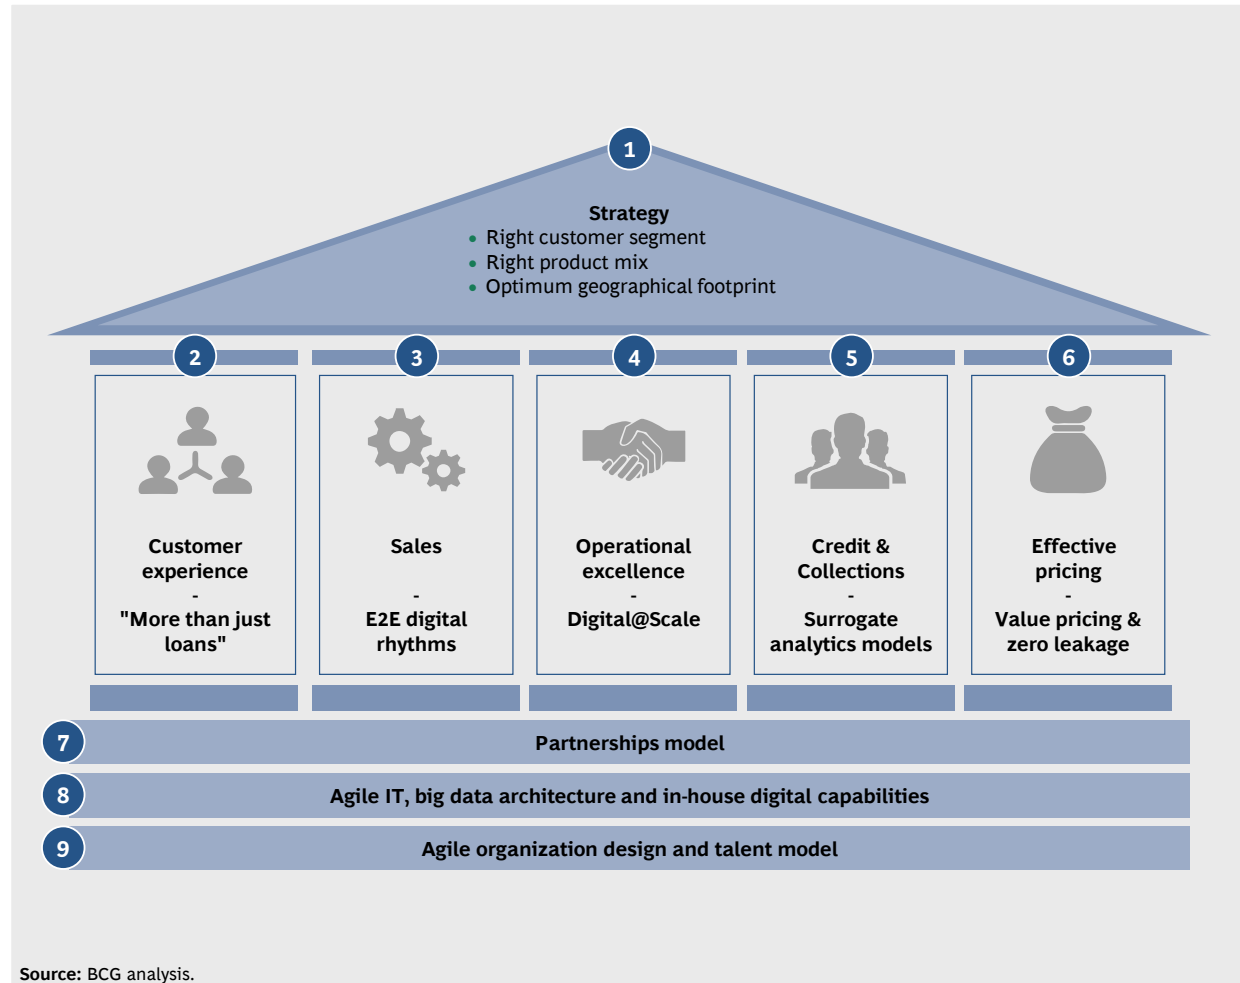 1
Strategy
• Right customer segment
• Right product mix
• Optimum geographical footprint
2
3
4
5
6
Customer
experience
-
"More than just
loans"
Sales
-
E2E digital
rhythms
Operational
excellence
-
Digital@Scale
Credit &
Collections
-
Surrogate
analytics models
Effective
pricing
-
Value pricing &
zero leakage
7
Partnerships model
8
Agile IT, big data architecture and in-house digital capabilities
9
Agile organization design and talent model
Source: BCG analysis.